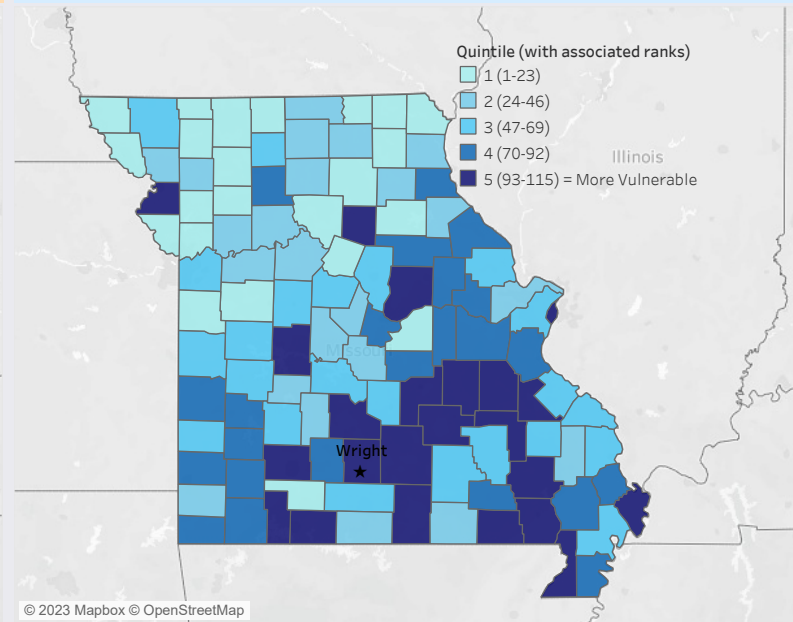 Quintile (with associated ranks)
1 (1-23)
2 (24-46)
3 (47-69)
4 (70-92)
5 (93-115) = More Vulnerable
Illinois
Missouri
Wright
© 2023 Mapbox © OpenStreetMap